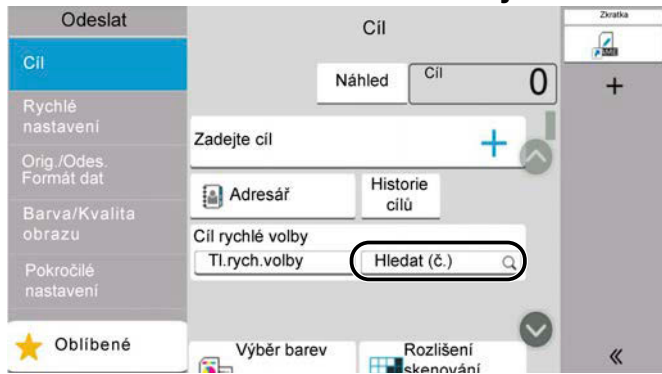 Odeslat
Cíl
Zkratka
Cíl
Náhled
Cíl
0
Rychlé
nastavení
Zadejte cíl
Orig./Odes.
Formát dat
Adresář
Historie
cílů
Barva/Kvalita
obrazu
Cíl rychlé volby
Tl.rych.volby
Hledat (č.)
Pokročilé
nastavení
Oblíbené
Výběr barev
Rozlišení
skenování